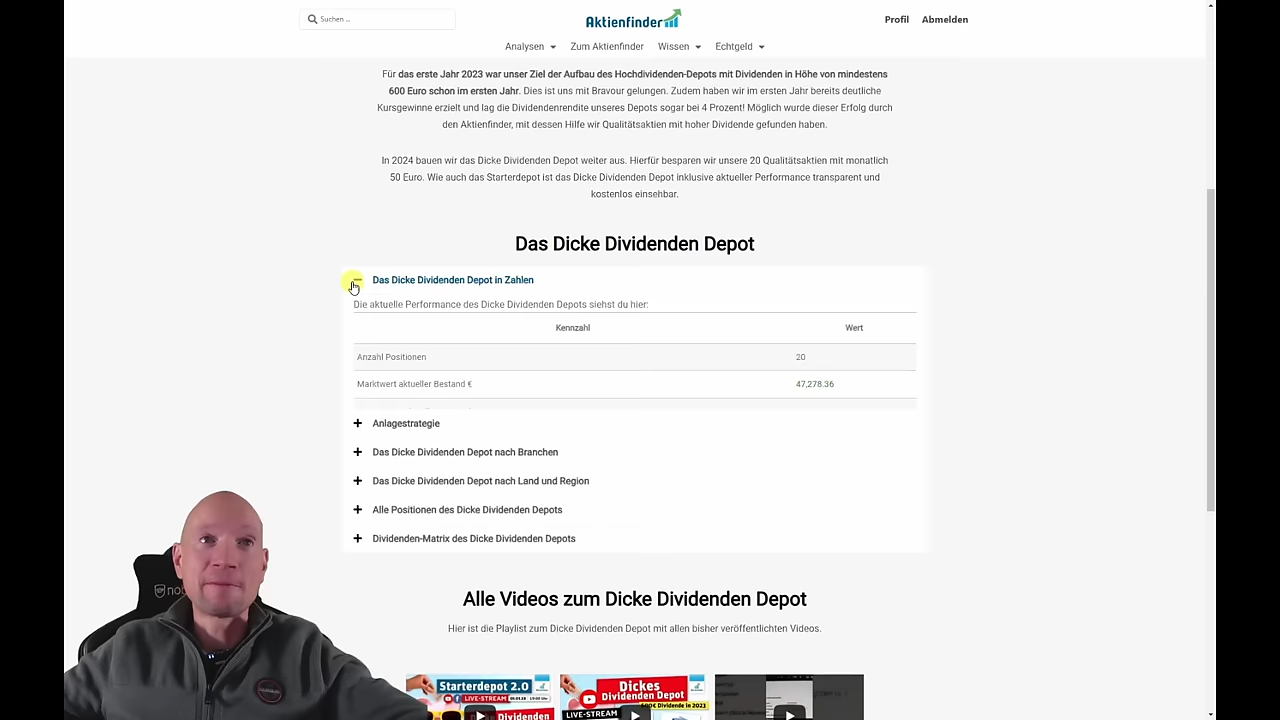 Suchen ...
Aktienfinder
Profil Abmelden
Analysen Zum Aktienfinder Wissen Echtgeld
Für das erste Jahr 2023 war unser Ziel der Aufbau des Hochdividenden-Depots mit Dividenden in Höhe von mindestens
600 Euro schon im ersten Jahr. Dies ist uns mit Bravour gelungen. Zudem haben wir im ersten Jahr bereits deutliche
Kursgewinne erzielt und lag die Dividendenrendite unseres Depots sogar bei 4 Prozent! Möglich wurde dieser Erfolg durch
den Aktienfinder, mit dessen Hilfe wir Qualitätsaktien mit hoher Dividende gefunden haben.
In 2024 bauen wir das Dicke Dividenden Depot weiter aus. Hierfür besparen wir unsere 20 Qualitätsaktien mit monatlich
50 Euro. Wie auch das Starterdepot ist das Dicke Dividenden Depot inklusive aktueller Performance transparent und
kostenlos einsehbar.
Das Dicke Dividenden Depot
Das Dicke Dividenden Depot in Zahlen
Die aktuelle Performance des Dicke Dividenden Depots siehst du hier:
Kennzahl Wert
Anzahl Positionen 20
Marktwert aktueller Bestand € 47,278.36
Anlagestrategie
Das Dicke Dividenden Depot nach Branchen
Das Dicke Dividenden Depot nach Land und Region
Alle Positionen des Dicke Dividenden Depots
Dividenden-Matrix des Dicke Dividenden Depots
Alle Videos zum Dicke Dividenden Depot
Hier ist die Playlist zum Dicke Dividenden Depot mit allen bisher veröffentlichten Videos.
Starterdepot 2.0
LIVE-STREAM
Dividenden
Dickes
Dividenden Depot
600€ Dividende in 2023
LIVE-STREAM